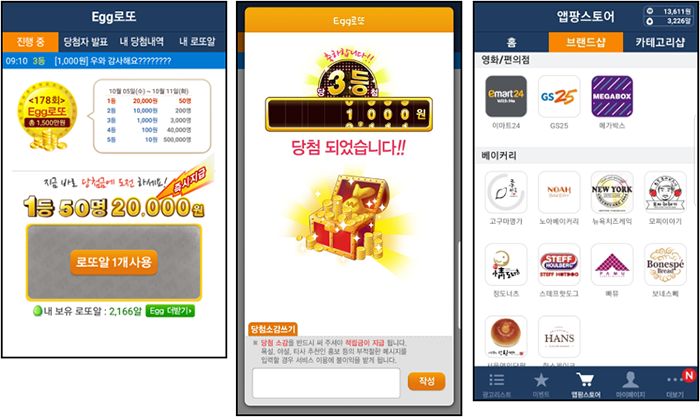 Egg로또
진행 중 당첨자 발표 내 당첨내역 내 로또알
09:10 3등 [1,000원] 우와 감사해요????????
<178회>
Egg로또
총 1,500만원
10월 05일(수) ~ 10월 11일(화)
1등 20,000원 50명
2등 10,000원 200명
3등 1,000원 3,000명
4등 100원 40,000명
5등 10원 500,000명
지금 바로 당첨금에 도전 하세요!
즉시지급
1등 50명 20,000원
로또알 1개사용
내 보유 로또알 : 2,166알 Egg 더받기>
Egg로또
축하합니다!!
당 3등 첨
1,000 원
당첨 되었습니다!!
당첨소감쓰기
※ 당첨 소감을 반드시 써 주셔야 적립금이 지급 됩니다.
욕설, 야설, 타사 추천인 홍보 등의 부적절한 메시지를
입력할 경우 서비스 이용에 불이익을 받게 됩니다.
작성
앱팡스토어
13,611원
3,226알
홈 브랜드샵 카테고리샵
영화/편의점
emart24
With Me
GS25
MEGABOX
이마트24 GS25 메가박스
베이커리
NOAH
BAKERY
NEW YORK
고구마명가 노아베이커리 뉴욕치즈케익 모찌이야기
STEFF
HOULBERG
STEFF HOTDOG
PAMU
Bonespé
Bread
정도너츠 스테프핫도그 빠뮤 보네스뻬
HANS
광고리스트 이벤트 앱팡스토어 마이페이지 더보기
N